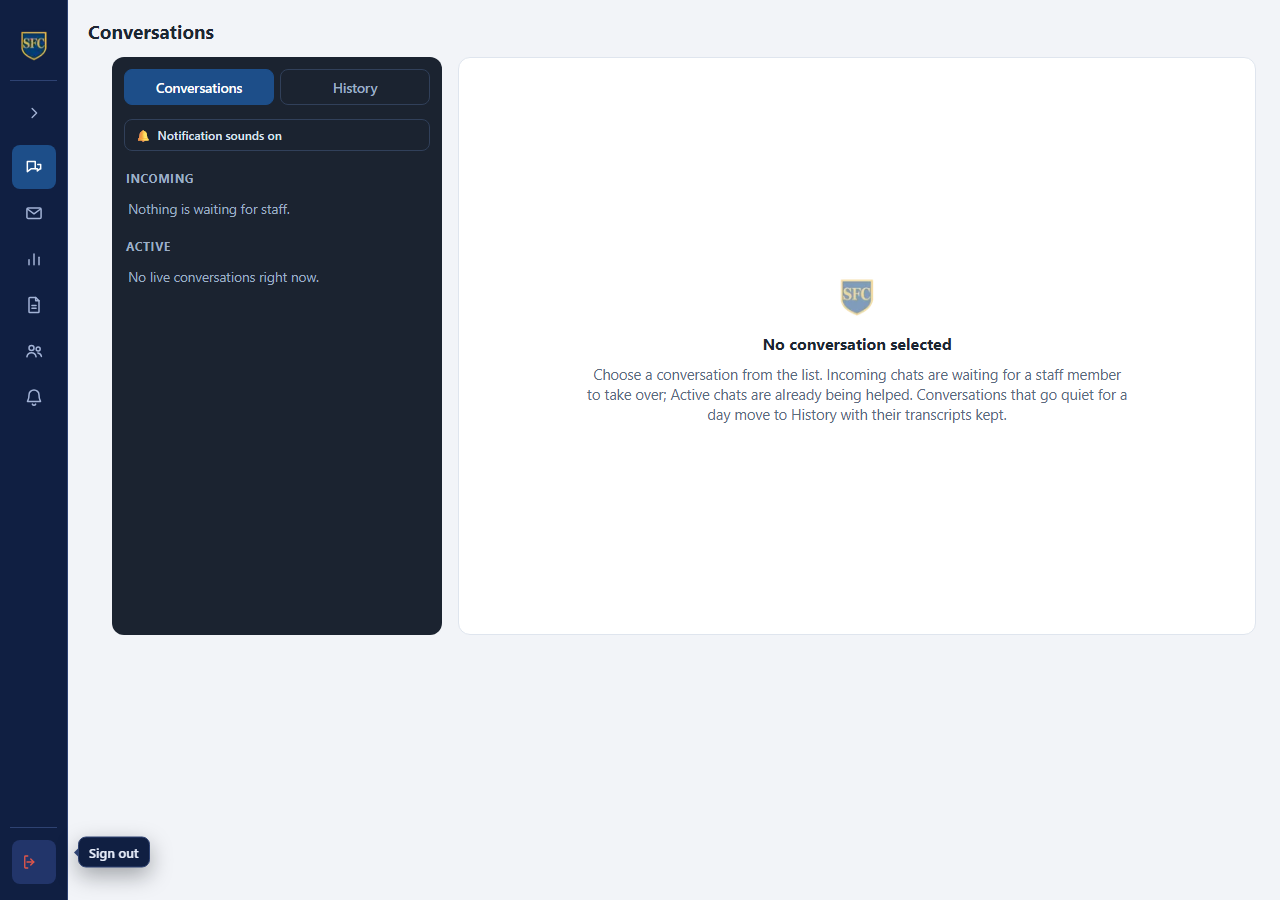 SFC
Conversations
Conversations
History
Notification sounds on
INCOMING
Nothing is waiting for staff.
ACTIVE
No live conversations right now.
SFC
No conversation selected
Choose a conversation from the list. Incoming chats are waiting for a staff member
to take over; Active chats are already being helped. Conversations that go quiet for a
day move to History with their transcripts kept.
Sign out